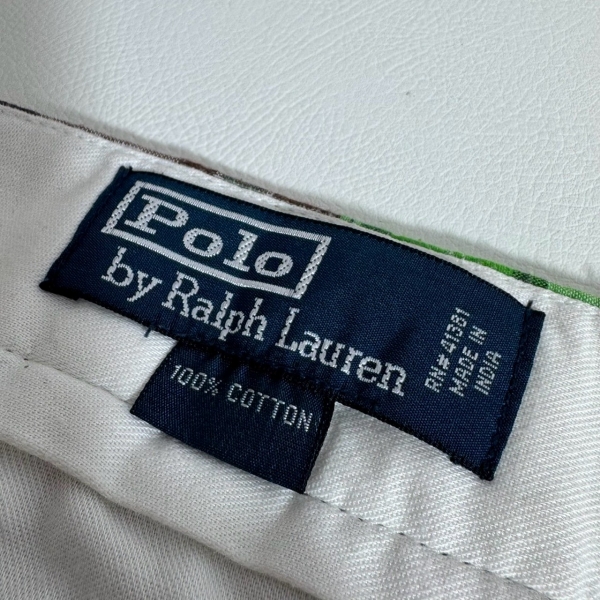 Polo
by Ralph Lauren
RN# 41381
MADE IN
INDIA
100% COTTON